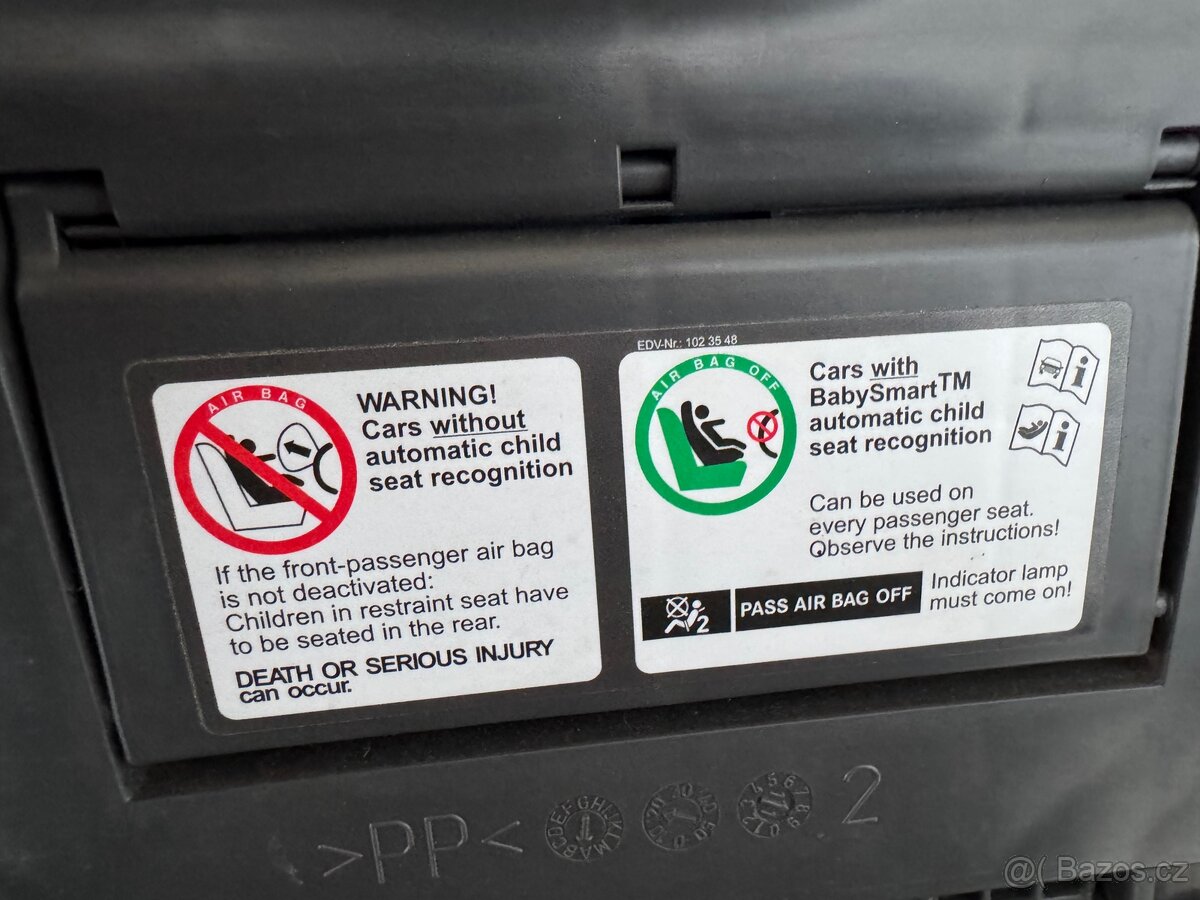 AIR BAG
WARNING!
Cars without
automatic child
seat recognition
If the front-passenger air bag
is not deactivated:
Children in restraint seat have
to be seated in the rear.
DEATH OR SERIOUS INJURY
can occur.
EDV-Nr.: 102 35 48
AIR BAG OFF
Cars with
BabySmart™
automatic child
seat recognition
i
i
Can be used on
every passenger seat.
Observe the instructions!
2
PASS AIR BAG OFF
Indicator lamp
must come on!
>PP<
2
@( Bazos.cz